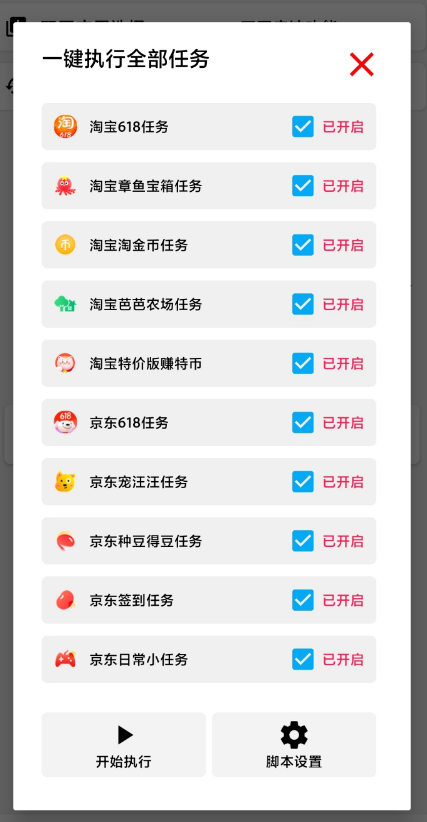 一键执行全部任务
淘宝618任务
已开启
淘宝章鱼宝箱任务
已开启
淘宝淘金币任务
已开启
淘宝芭芭农场任务
已开启
淘宝特价版赚特币
已开启
京东618任务
已开启
京东宠汪汪任务
已开启
京东种豆得豆任务
已开启
京东签到任务
已开启
京东日常小任务
已开启
开始执行
脚本设置